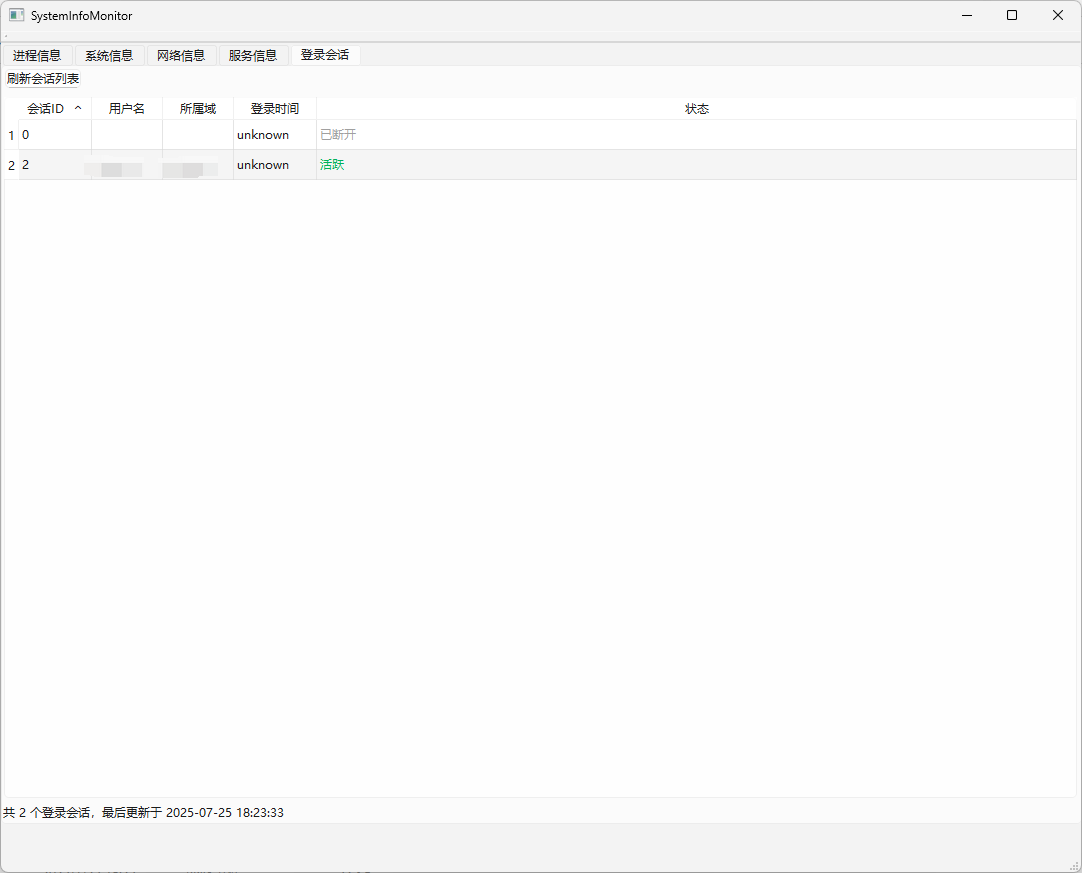 SystemInfoMonitor
进程信息 系统信息 网络信息 服务信息 登录会话
刷新会话列表
会话ID 用户名 所属域 登录时间 状态
1 0 unknown 已断开
2 2 unknown 活跃
共 2 个登录会话，最后更新于 2025-07-25 18:23:33